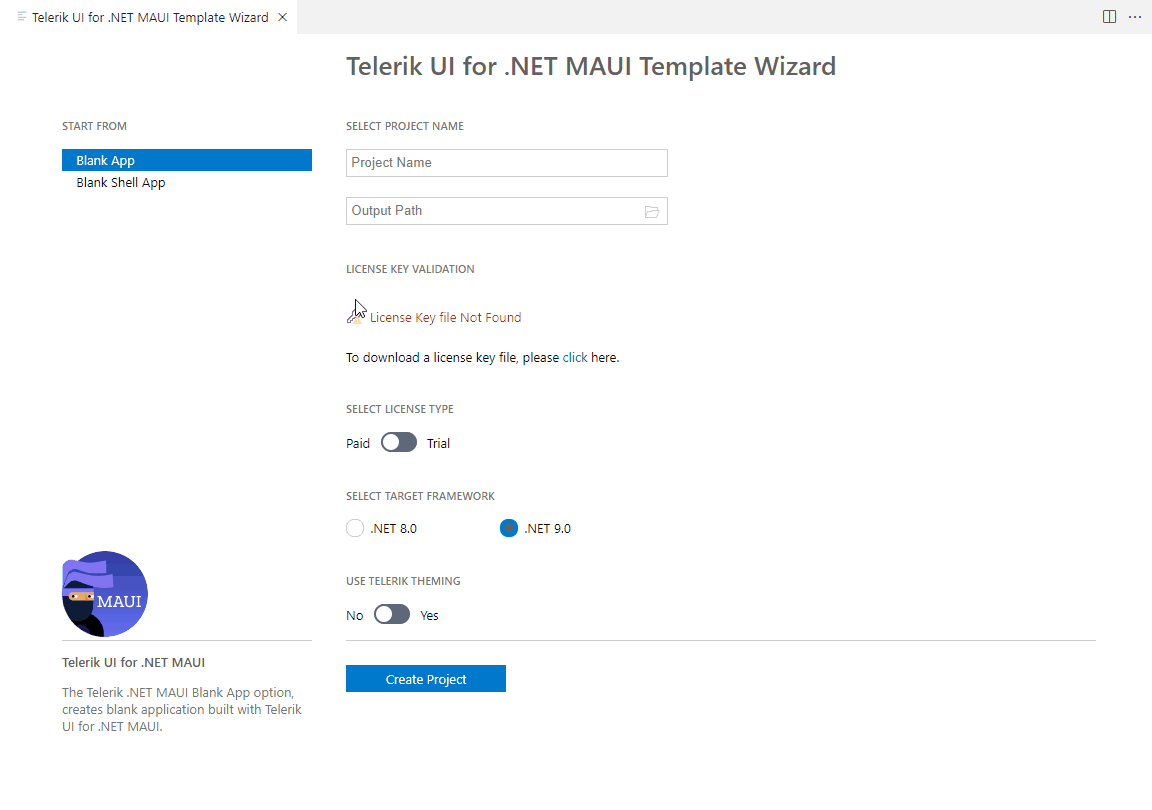 Telerik UI for .NET MAUI Template Wizard
Telerik UI for .NET MAUI Template Wizard
START FROM
Blank App
Blank Shell App
SELECT PROJECT NAME
Project Name
Output Path
LICENSE KEY VALIDATION
License Key file Not Found
To download a license key file, please click here.
SELECT LICENSE TYPE
Paid Trial
SELECT TARGET FRAMEWORK
.NET 8.0 .NET 9.0
USE TELERIK THEMING
No Yes
Create Project
MAUI
Telerik UI for .NET MAUI
The Telerik .NET MAUI Blank App option,
creates blank application built with Telerik
UI for .NET MAUI.